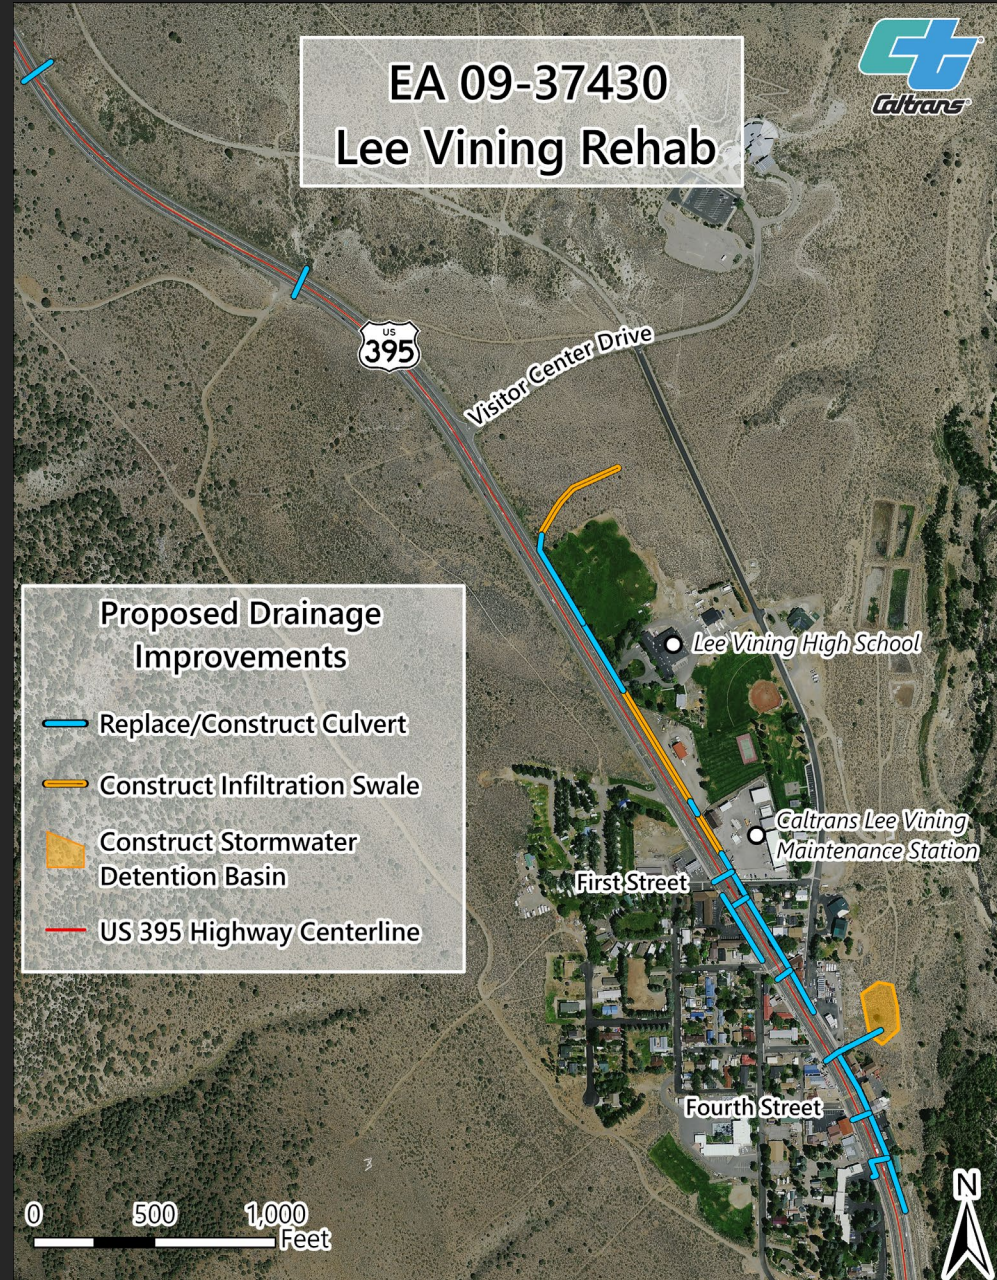 EA 09-37430
Lee Vining Rehab
Caltrans
US
395
Visitor Center Drive
Proposed Drainage
Improvements
Replace/Construct Culvert
Construct Infiltration Swale
Construct Stormwater
Detention Basin
US 395 Highway Centerline
Lee Vining High School
Caltrans Lee Vining
Maintenance Station
First Street
Fourth Street
0 500 1,000
Feet
N